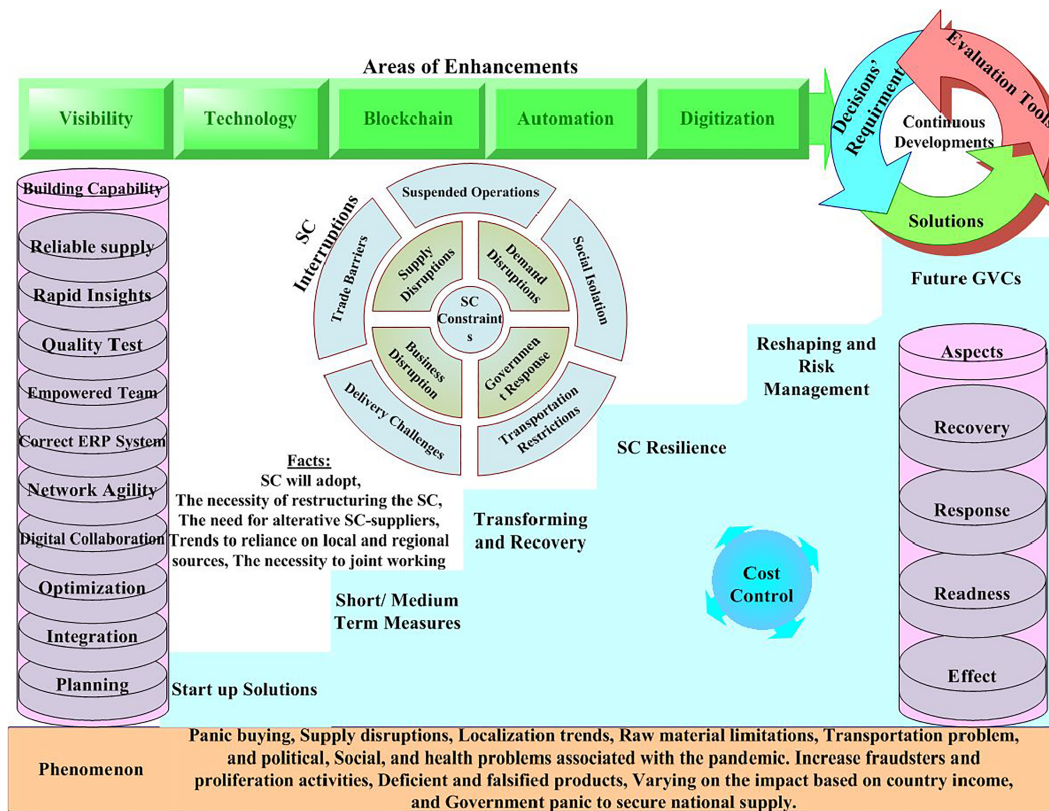 Areas of Enhancements
Visibility
Technology
Blockchain
Automation
Digitization
Decisions'
Requirment
Evaluation Tools
Continuous
Developments
Solutions
Building Capability
Reliable supply
Rapid Insights
Quality Test
Empowered Team
Correct ERP System
Network Agility
Digital Collaboration
Optimization
Integration
Planning
SC
Interruptions
Suspended Operations
Trade Barriers
Social Isolation
Delivery Challenges
Transportation
Restrictions
Supply
Disruptions
Demand
Disruptions
Business
Disruption
Governmen
t Response
SC
Constraint
s
Facts:
SC will adopt,
The necessity of restructuring the SC,
The need for alterative SC-suppliers,
Trends to reliance on local and regional
sources, The necessity to joint working
Start up Solutions
Short/ Medium
Term Measures
Transforming
and Recovery
SC Resilience
Reshaping and
Risk
Management
Future GVCs
Cost
Control
Aspects
Recovery
Response
Readness
Effect
Phenomenon
Panic buying, Supply disruptions, Localization trends, Raw material limitations, Transportation problem,
and political, Social, and health problems associated with the pandemic. Increase fraudsters and
proliferation activities, Deficient and falsified products, Varying on the impact based on country income,
and Government panic to secure national supply.